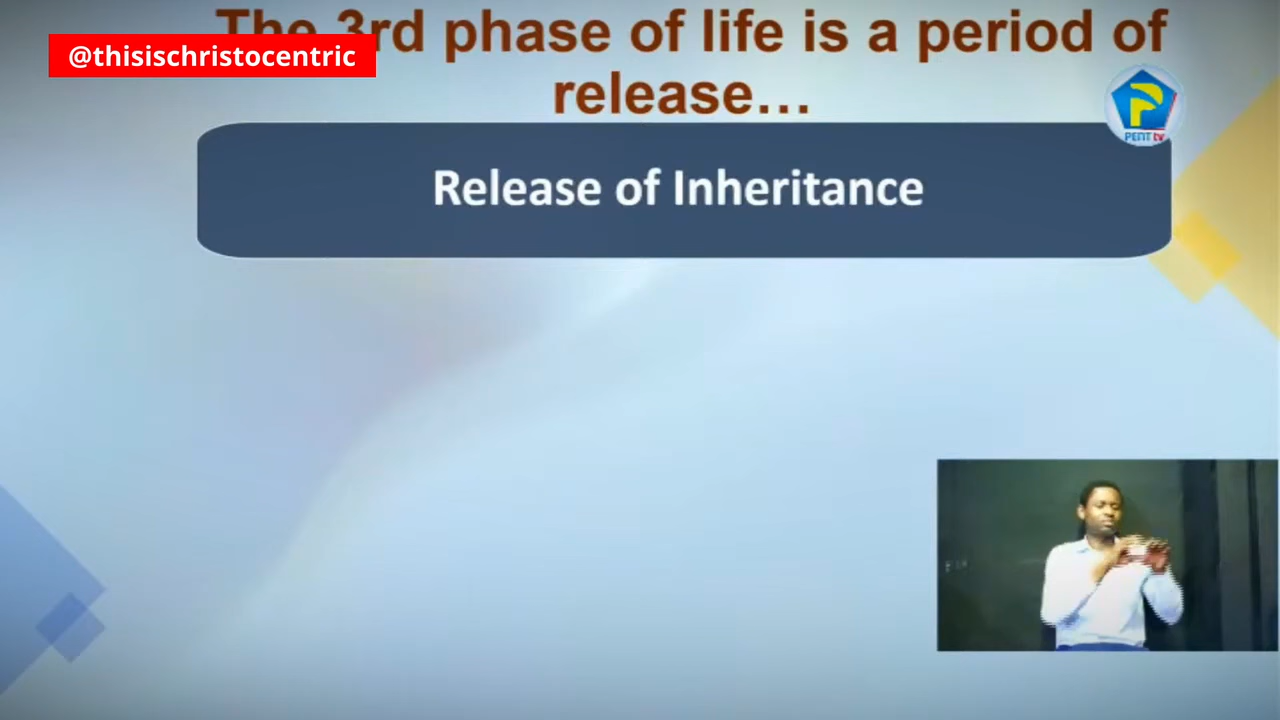 The 3rd phase of life is a period of
release...
@thisischristocentric
PENT tv
Release of Inheritance